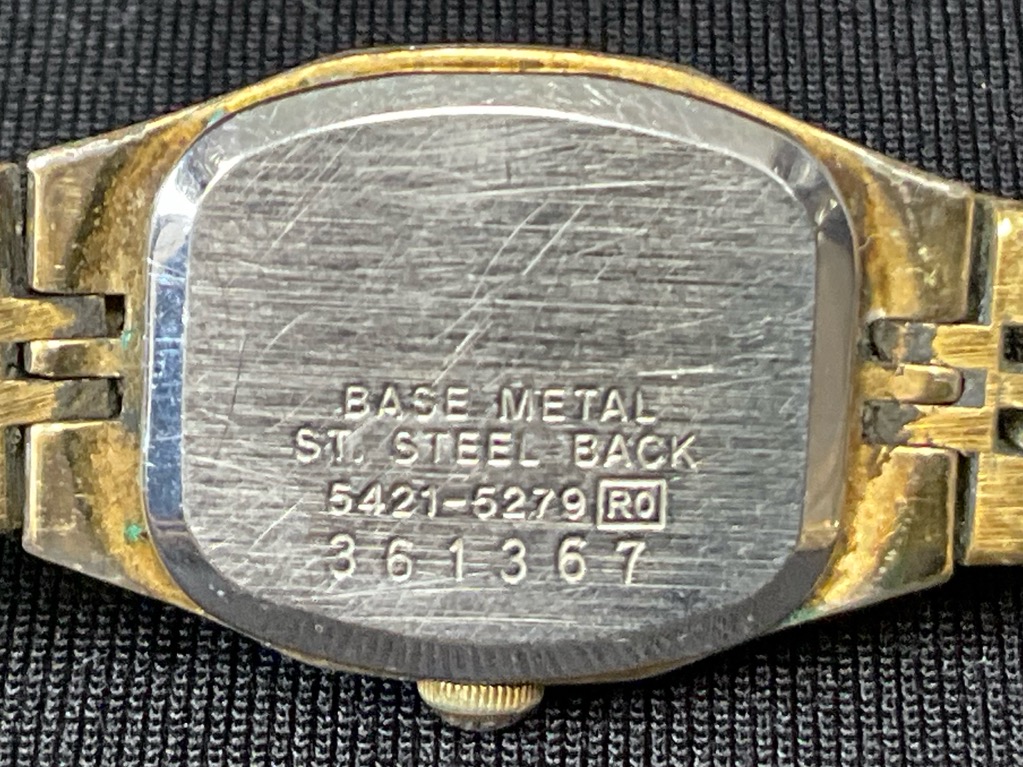 BASE METAL
ST. STEEL BACK
5421-5279 R0
361367